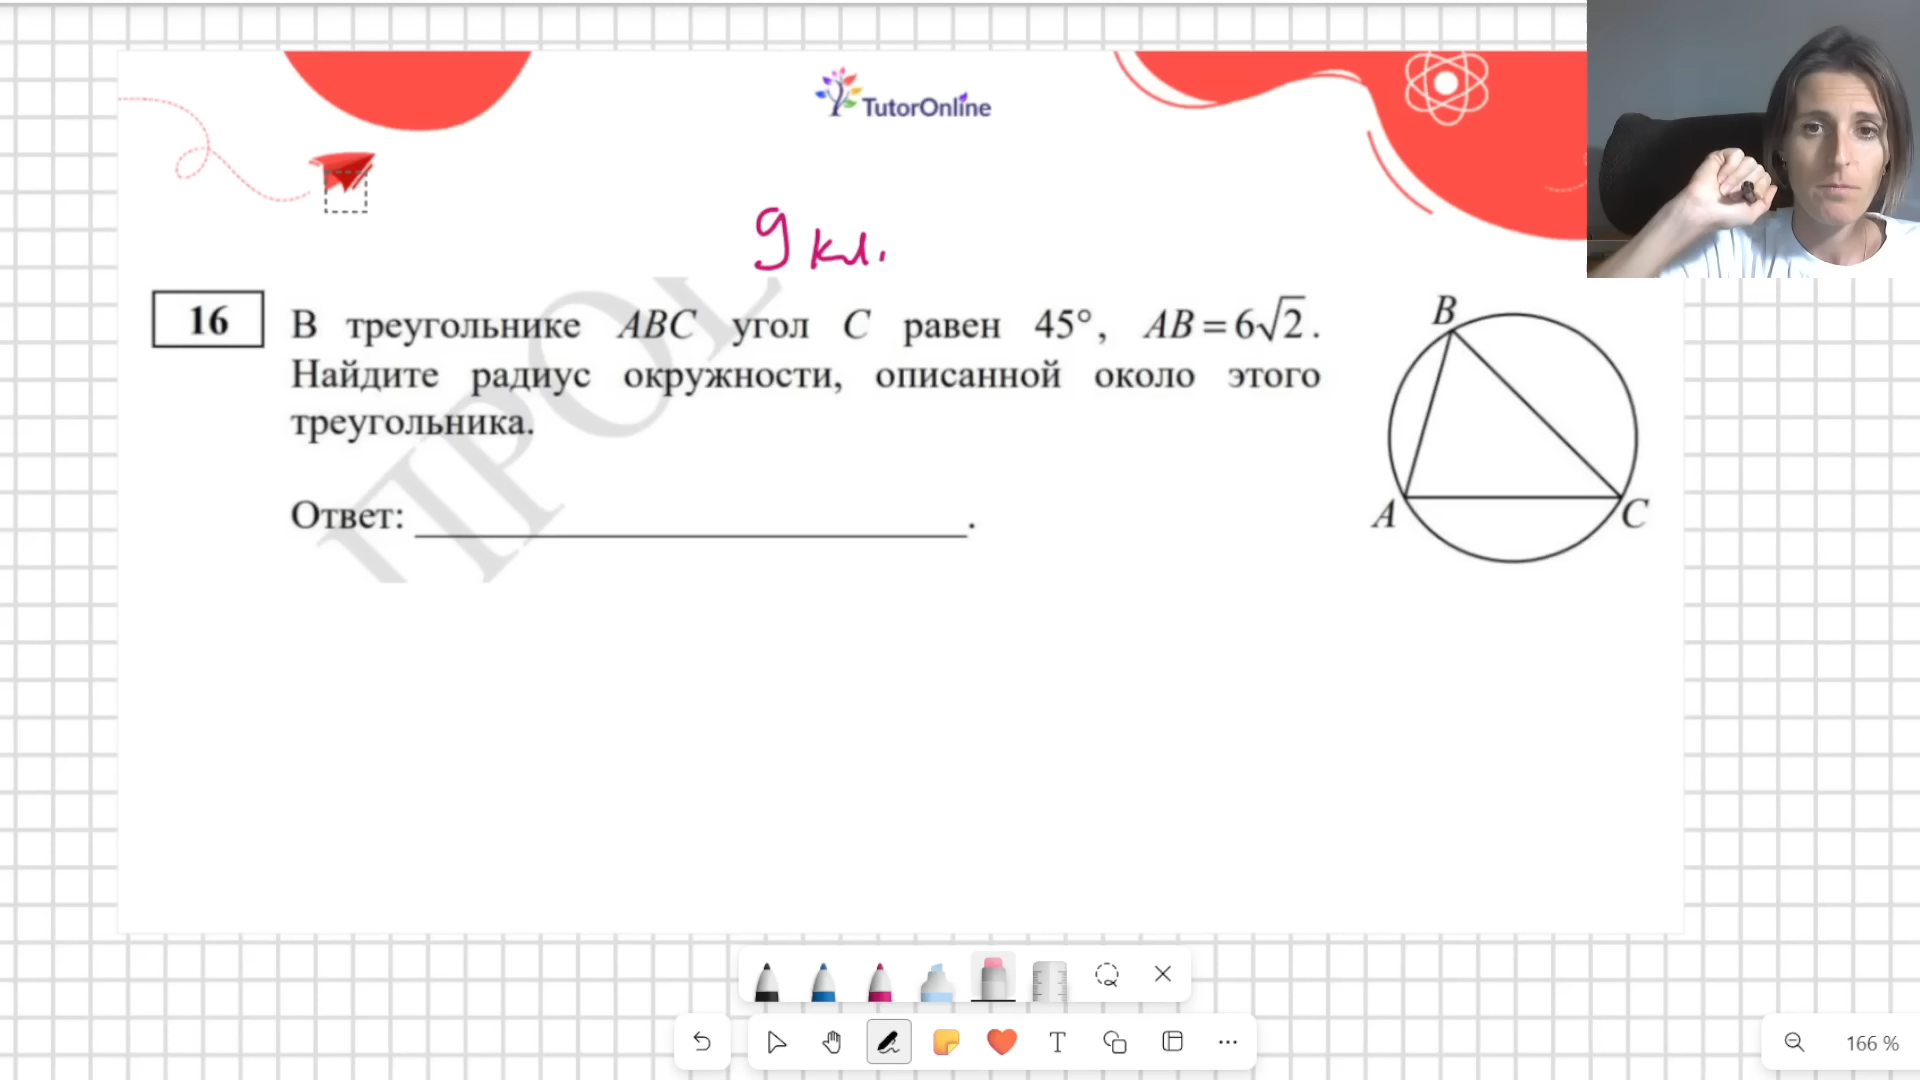 TutorOnline
9 кл.
16
В треугольнике ABC угол C равен 45°, AB = 6√2.
Найдите радиус окружности, описанной около этого
треугольника.
Ответ: ______________________.
B
A
C
ПРО
T
166 %